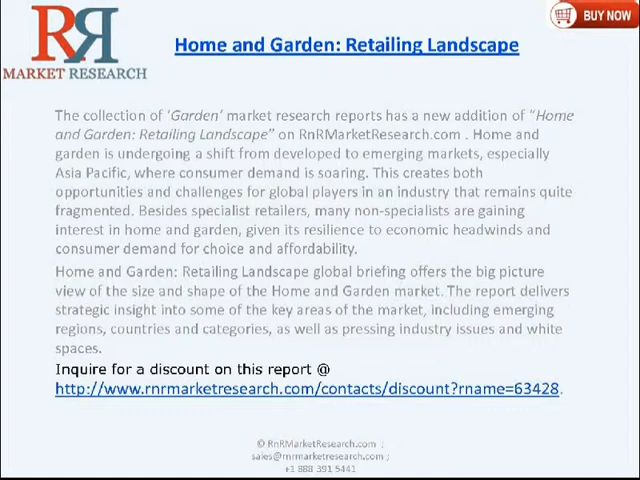 RR
MARKET RESEARCH
BUY NOW
Home and Garden: Retailing Landscape
The collection of 'Garden' market research reports has a new addition of "Home
and Garden: Retailing Landscape" on RnRMarketResearch.com . Home and
garden is undergoing a shift from developed to emerging markets, especially
Asia Pacific, where consumer demand is soaring. This creates both
opportunities and challenges for global players in an industry that remains quite
fragmented. Besides specialist retailers, many non-specialists are gaining
interest in home and garden, given its resilience to economic headwinds and
consumer demand for choice and affordability.
Home and Garden: Retailing Landscape global briefing offers the big picture
view of the size and shape of the Home and Garden market. The report delivers
strategic insight into some of the key areas of the market, including emerging
regions, countries and categories, as well as pressing industry issues and white
spaces.
Inquire for a discount on this report @
http://www.rnrmarketresearch.com/contacts/discount?rname=63428.
© RnRMarketResearch.com ;
sales@rnrmarketresearch.com ;
+1 888 391 5441